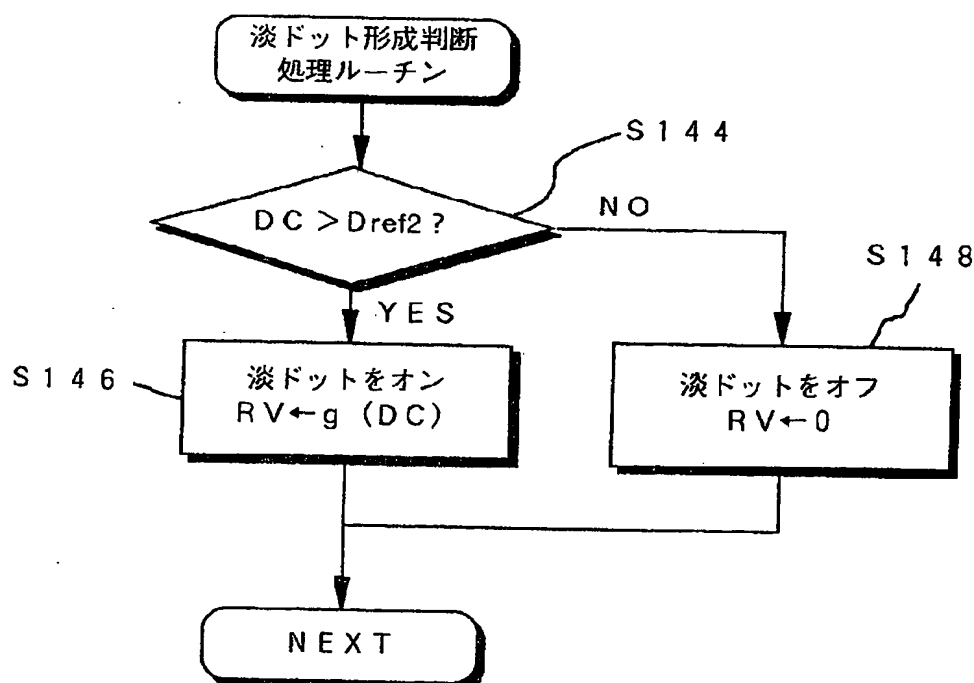 淡ドット形成判断
処理ルーチン
S144
DC>Dref2?
NO
S148
YES
S146
淡ドットをオン
RV←g(DC)
淡ドットをオフ
RV←0
NEXT